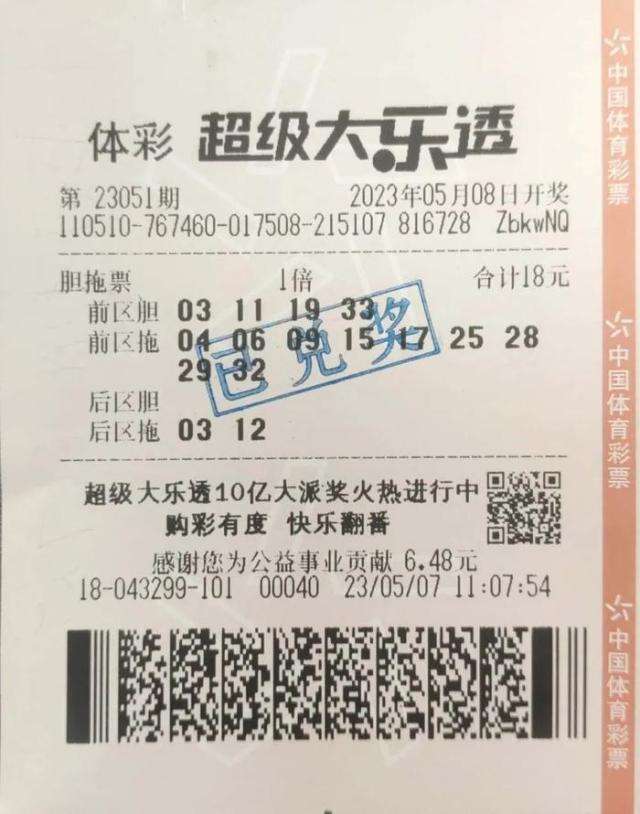 体彩 超级大乐透
第 23051期 2023年05月08日开奖
110510-767460-017508-215107 816728 ZbkwNQ
胆拖票 1倍 合计18元
前区胆 03 11 19 33
前区拖 04 06 09 15 17 25 28
29 32
已兑奖
后区胆
后区拖 03 12
超级大乐透10亿大派奖火热进行中
购彩有度 快乐翻番
感谢您为公益事业贡献 6.48元
18-043299-101 00040 23/05/07 11:07:54
中国体育彩票
中国体育彩票
中国体育彩票